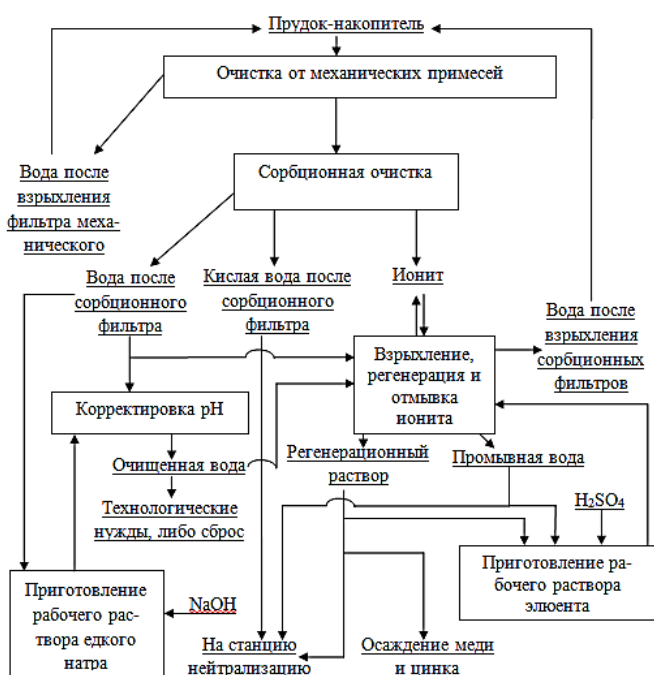 Прудок-накопитель
Очистка от механических примесей
Вода после
взрыхления
фильтра меха-
нического
Сорбционная очистка
Вода после
сорбционного
фильтра
Кислая вода после
сорбционного
фильтра
Ионит
Вода после
взрыхления
сорбционных
фильтров
Взрыхление,
регенерация и
отмывка
ионита
Корректировка pH
Очищенная вода
Регенерационный
раствор
Промывная вода
Технологические
нужды, либо сброс
H₂SO₄
Приготовление ра-
бочего раствора
элюента
Приготовление
рабочего рас-
твора едкого
натра
NaOH
На станцию
нейтрализацию
Осаждение меди
и цинка